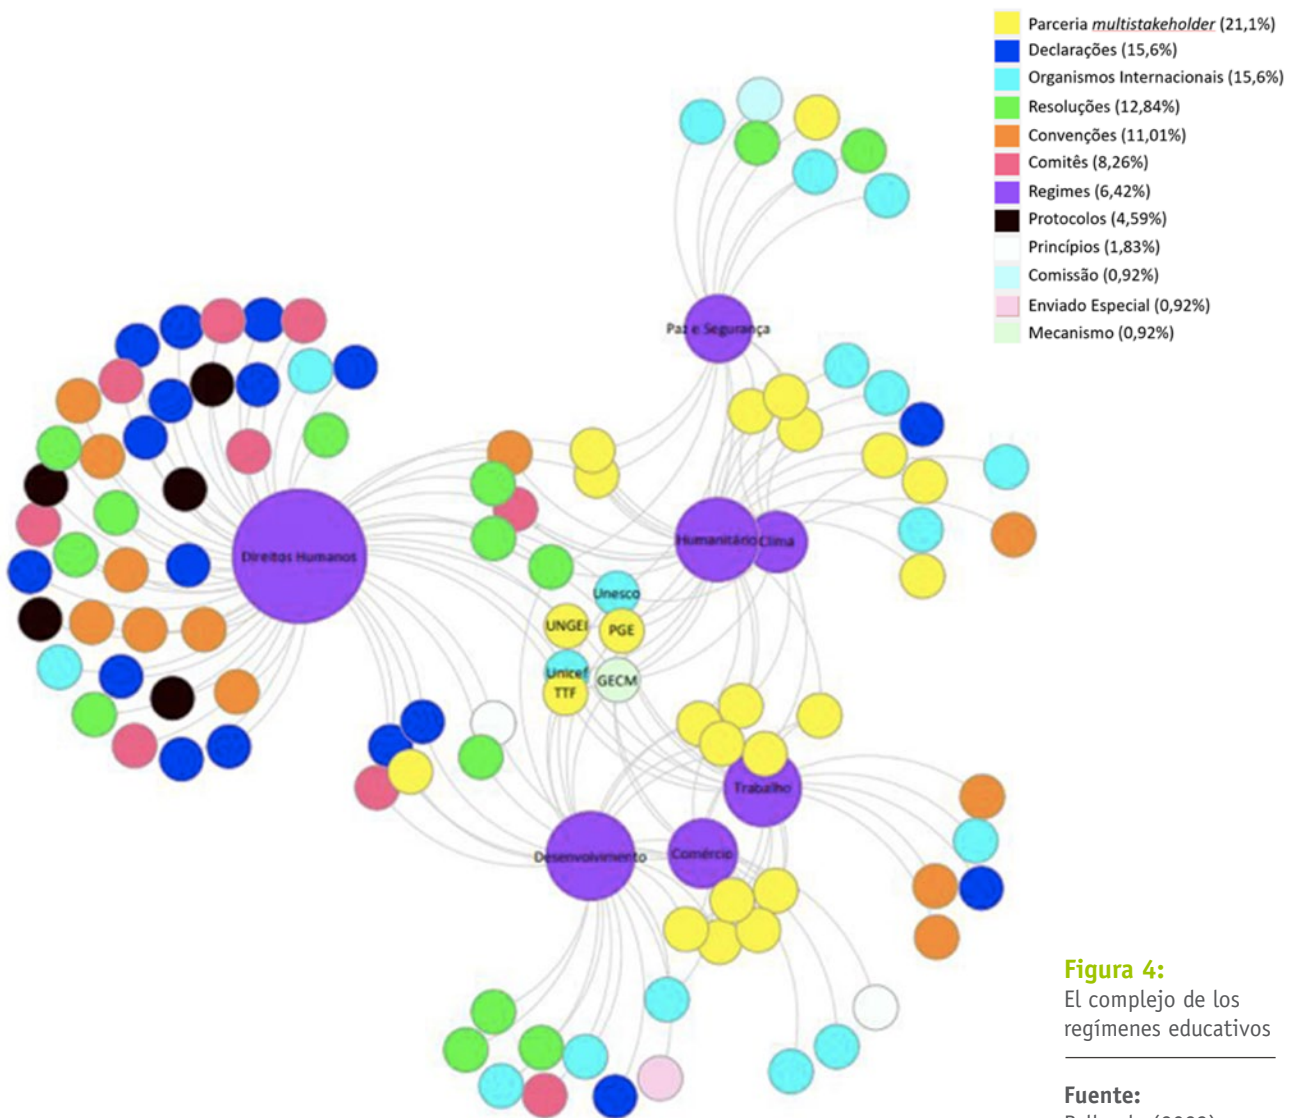 Parceria multistakeholder (21,1%)
Declarações (15,6%)
Organismos Internacionais (15,6%)
Resoluções (12,84%)
Convenções (11,01%)
Comitês (8,26%)
Regimes (6,42%)
Protocolos (4,59%)
Princípios (1,83%)
Comissão (0,92%)
Enviado Especial (0,92%)
Mecanismo (0,92%)
Paz e Segurança
Direitos Humanos
Humanitário
Clima
Unesco
UNGEI
PGE
Unicef
GECM
TTF
Trabalho
Desenvolvimento
Comércio
Figura 4:
El complejo de los
regímenes educativos
Fuente: